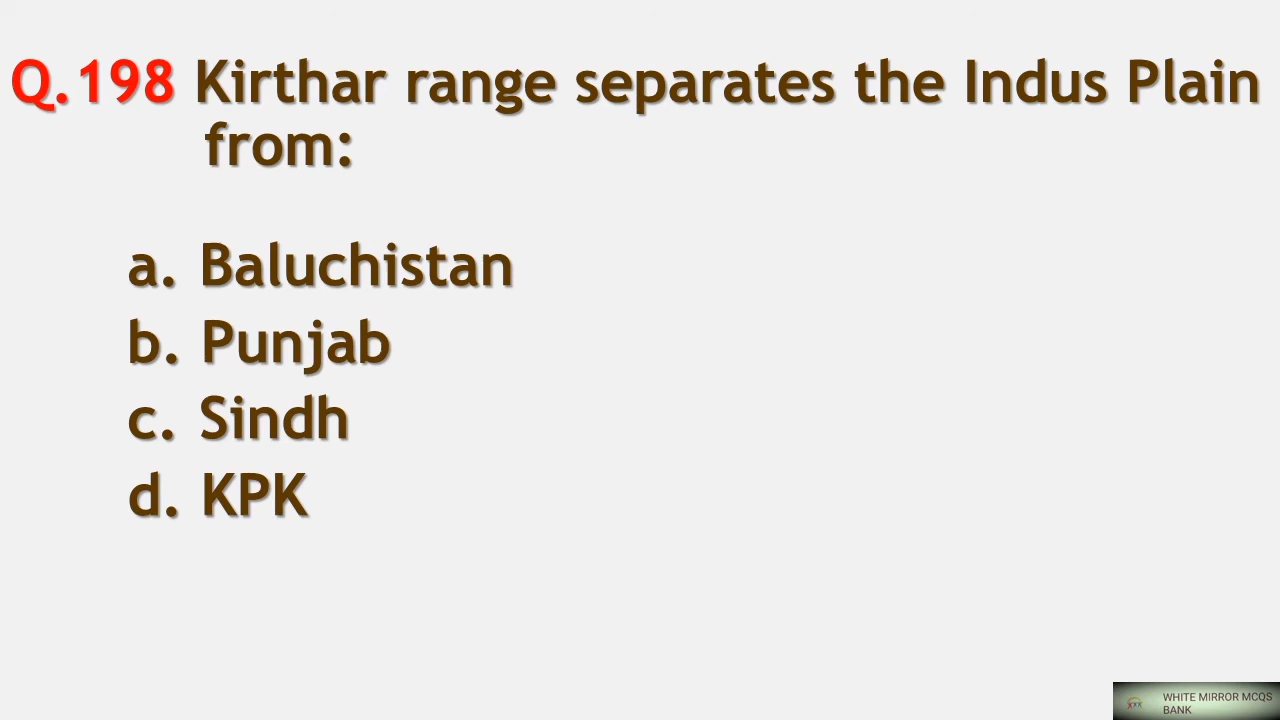 Q.198 Kirthar range separates the Indus Plain
from:
a. Baluchistan
b. Punjab
c. Sindh
d. KPK
WHITE MIRROR MCQS
BANK